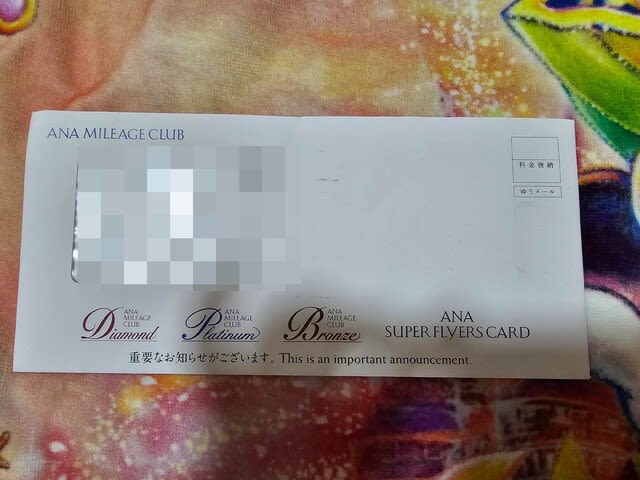 ANA MILEAGE CLUB
料金後納
ゆうメール
ANA MILEAGE CLUB Diamond
ANA MILEAGE CLUB Platinum
ANA MILEAGE CLUB Bronze
ANA
SUPER FLYERS CARD
重要なお知らせがございます。This is an important announcement.